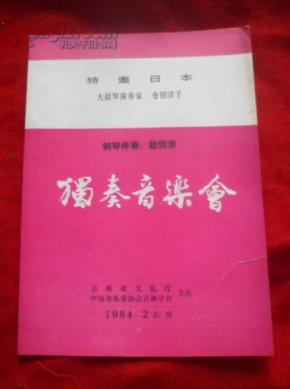 特邀日本
大提琴演奏家 仓田澄子
钢琴伴奏：赵恒芳
獨奏音樂會
吉林省文化厅
中国音乐家协会吉林分会 主办
1984·2 长春